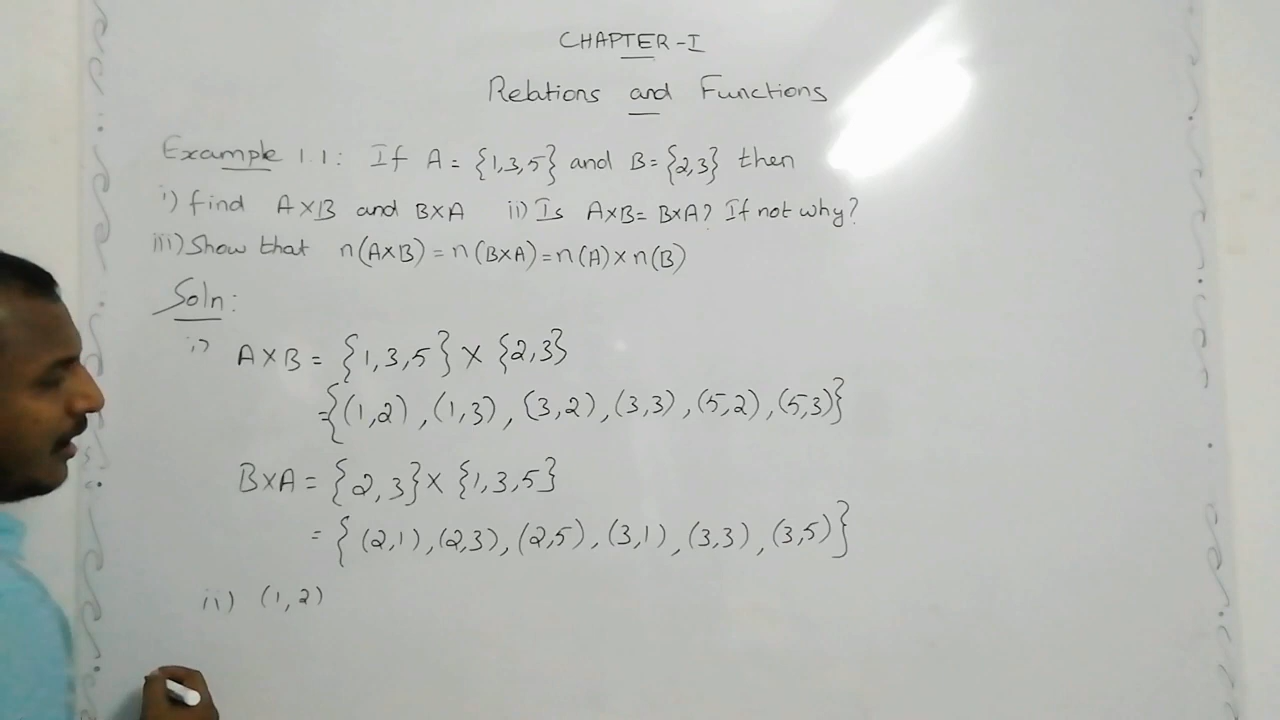 CHAPTER-I
Relations and Functions
Example 1.1: If A = {1,3,5} and B = {2,3} then
i) find A×B and B×A ii) Is A×B = B×A? If not why?
iii) Show that n(A×B) = n(B×A) = n(A) × n(B)
Soln:
i) A×B = {1,3,5} × {2,3}
={(1,2),(1,3),(3,2),(3,3),(5,2),(5,3)}
B×A = {2,3} × {1,3,5}
= {(2,1),(2,3),(2,5),(3,1),(3,3),(3,5)}
ii) (1,2)